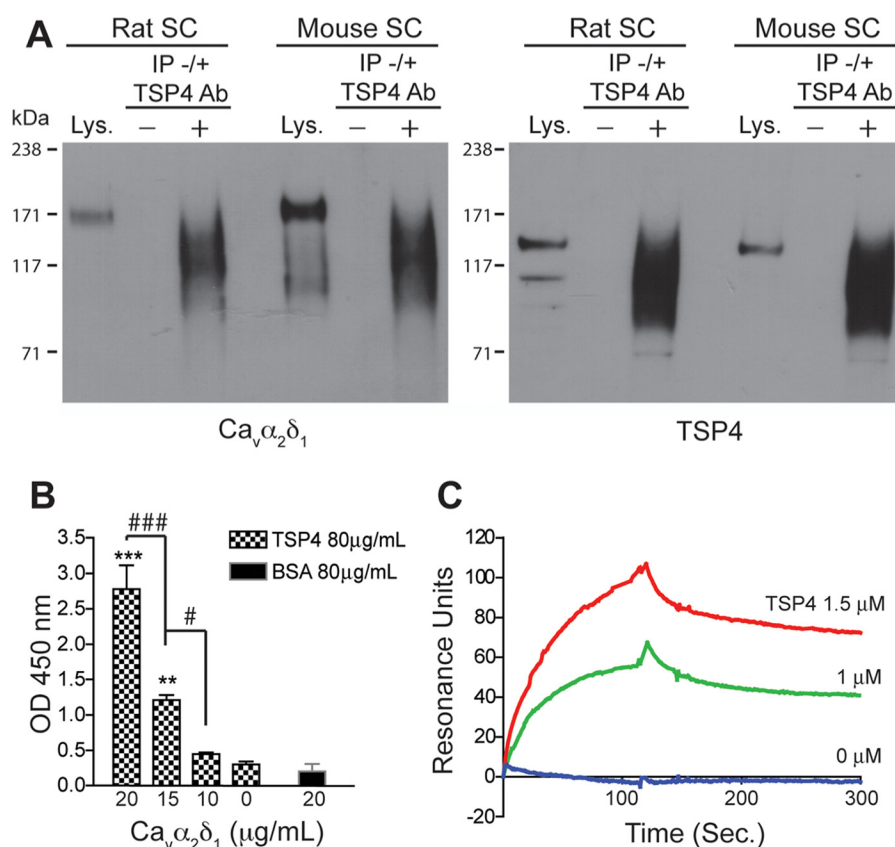 A
Rat SC Mouse SC Rat SC Mouse SC
IP -/+ IP -/+ IP -/+ IP -/+
TSP4 Ab TSP4 Ab TSP4 Ab TSP4 Ab
kDa Lys. – + Lys. – + Lys. – + Lys. – +
238 238
171 171
117 117
71 71
Caᵥα₂δ₁ TSP4
B
###
***
#
**
TSP4 80μg/mL
BSA 80μg/mL
OD 450 nm
3.5
3.0
2.5
2.0
1.5
1.0
0.5
0.0
20 15 10 0 20
Caᵥα₂δ₁ (μg/mL)
C
Resonance Units
120
100
80
60
40
20
0
-20
TSP4 1.5 μM
1 μM
0 μM
100 200 300
Time (Sec.)